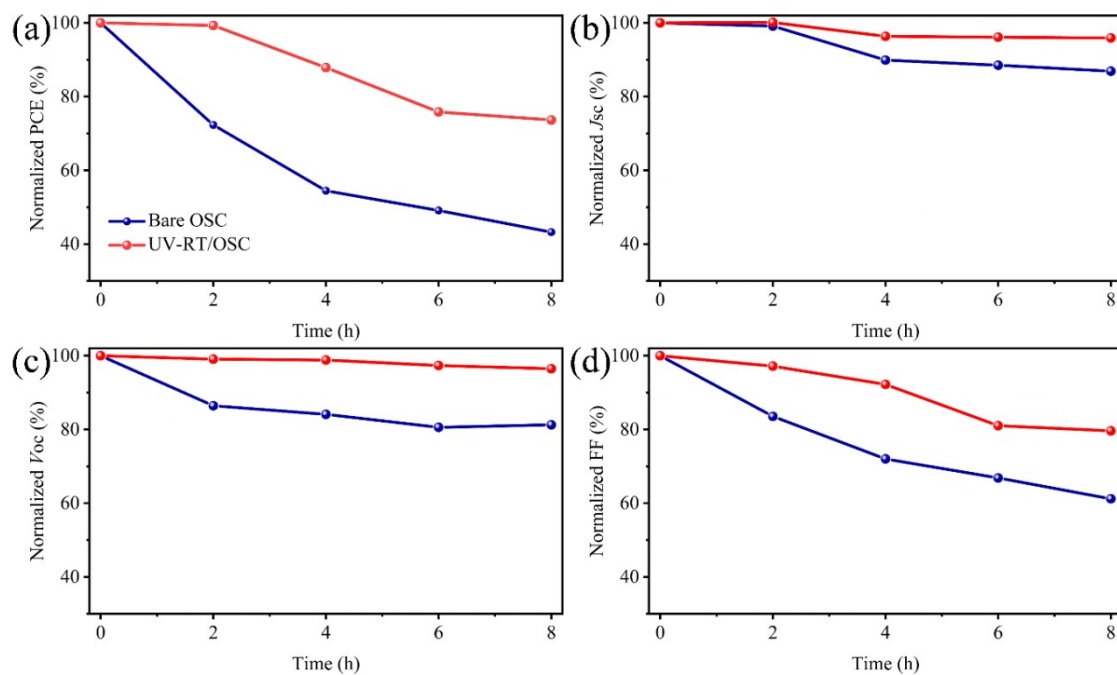 (a)
Normalized PCE (%)
100
80
60
40
Bare OSC
UV-RT/OSC
0 2 4 6 8
Time (h)
(b)
Normalized Jsc (%)
100
80
60
40
0 2 4 6 8
Time (h)
(c)
Normalized Voc (%)
100
80
60
40
0 2 4 6 8
Time (h)
(d)
Normalized FF (%)
100
80
60
40
0 2 4 6 8
Time (h)